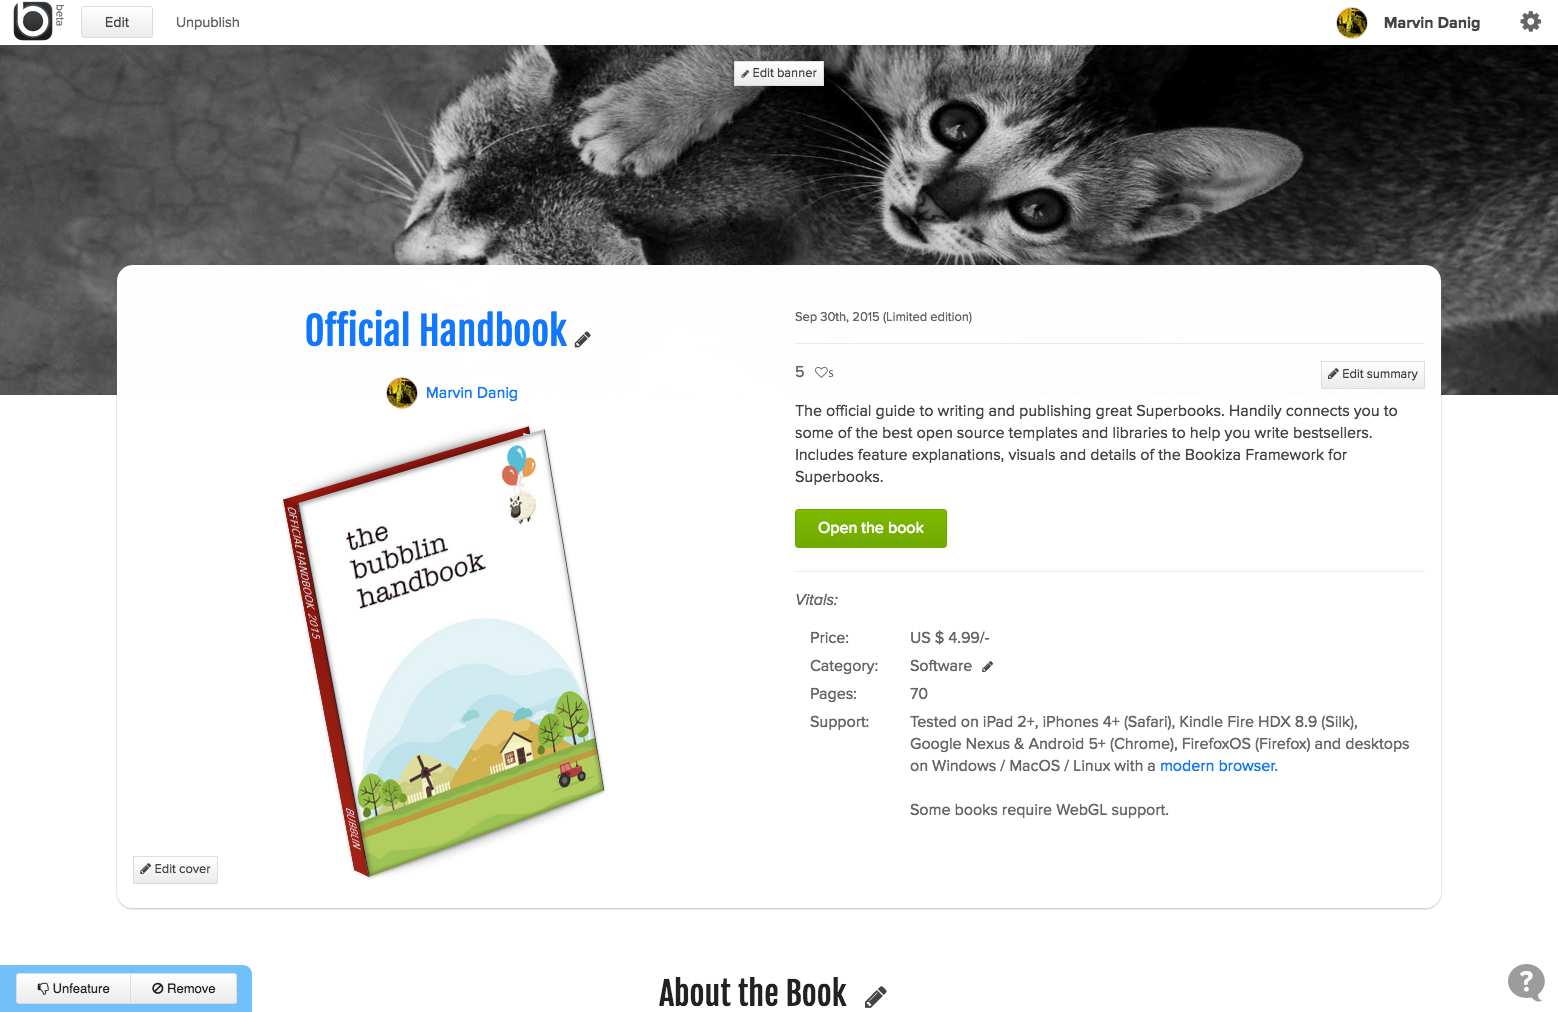 b
beta
Edit
Unpublish
Marvin Danig
Edit banner
Official Handbook
Marvin Danig
OFFICIAL HANDBOOK 2015
the
bubblin
handbook
BUBBLIN
Edit cover
Sep 30th, 2015 (Limited edition)
5 ♡s
Edit summary
The official guide to writing and publishing great Superbooks. Handily connects you to
some of the best open source templates and libraries to help you write bestsellers.
Includes feature explanations, visuals and details of the Bookiza Framework for
Superbooks.
Open the book
Vitals:
Price: US $ 4.99/-
Category: Software
Pages: 70
Support: Tested on iPad 2+, iPhones 4+ (Safari), Kindle Fire HDX 8.9 (Silk),
Google Nexus & Android 5+ (Chrome), FirefoxOS (Firefox) and desktops
on Windows / MacOS / Linux with a modern browser.
Some books require WebGL support.
Unfeature
Remove
About the Book
?